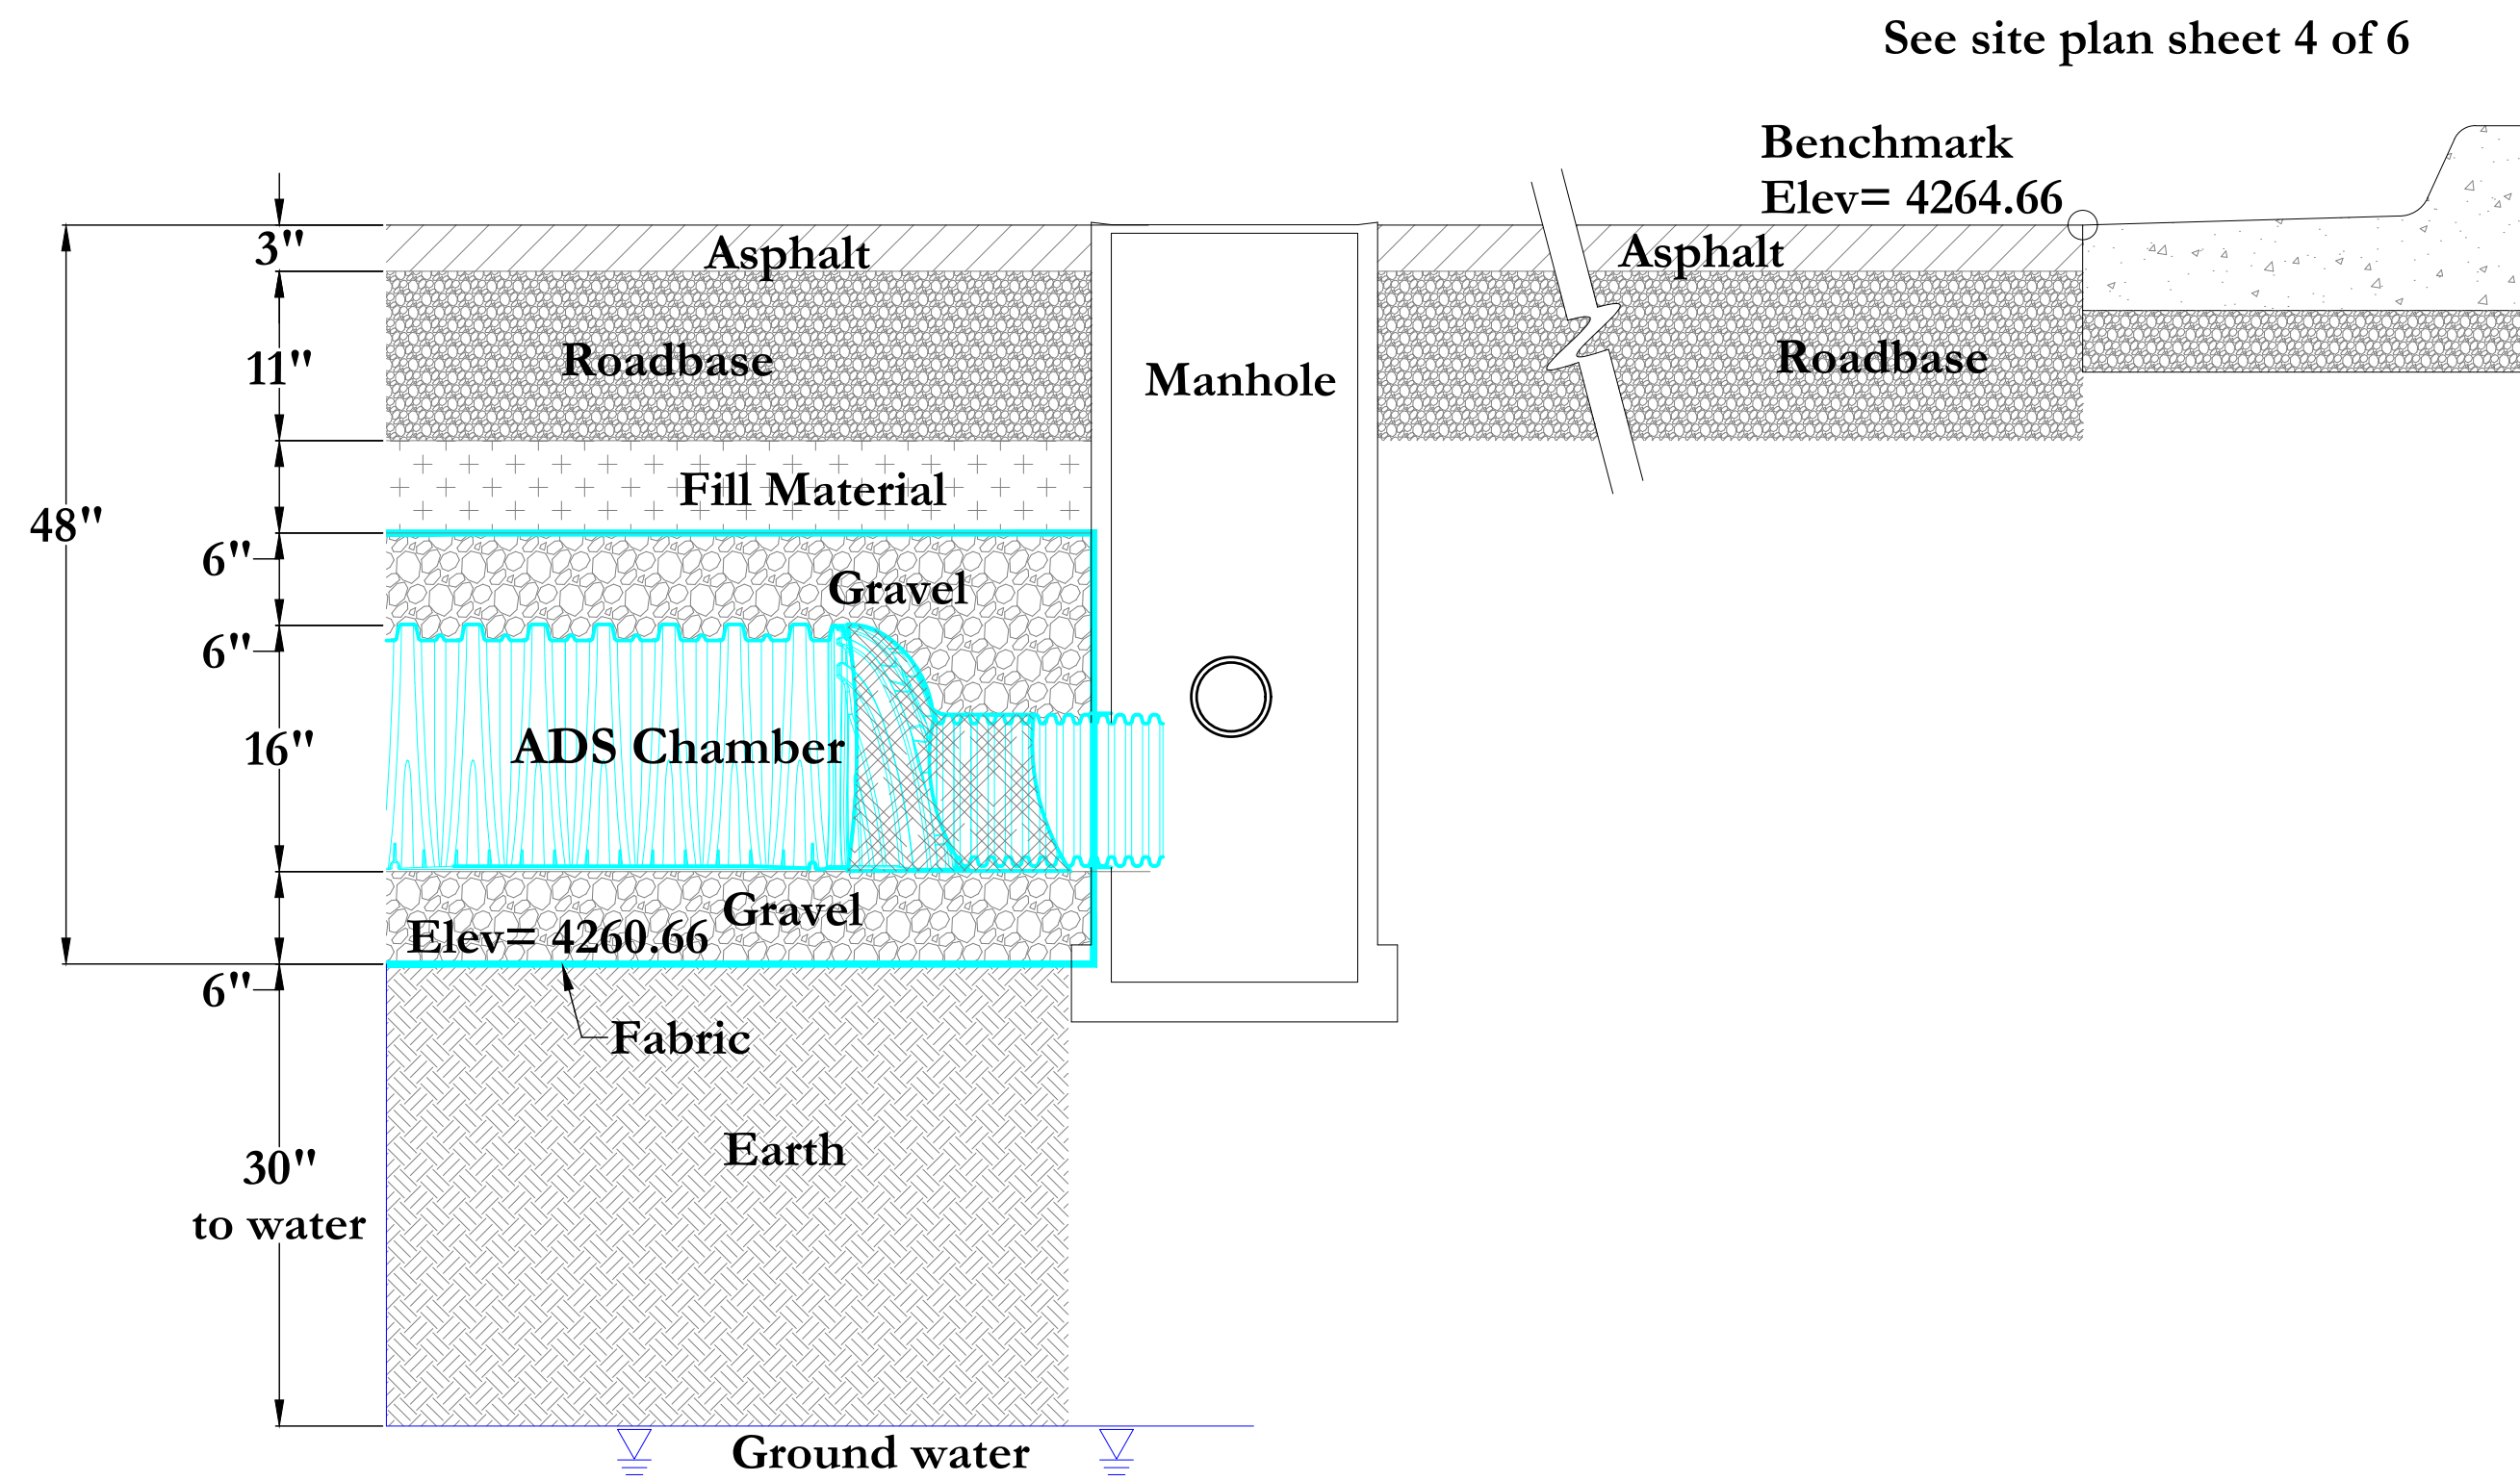 See site plan sheet 4 of 6
Benchmark
Elev= 4264.66
3"
Asphalt
Asphalt
11"
Roadbase
Roadbase
Manhole
48"
Fill Material
6"
Gravel
6"
16"
ADS Chamber
Gravel
Elev= 4260.66
6"
Fabric
Earth
30"
to water
Ground water